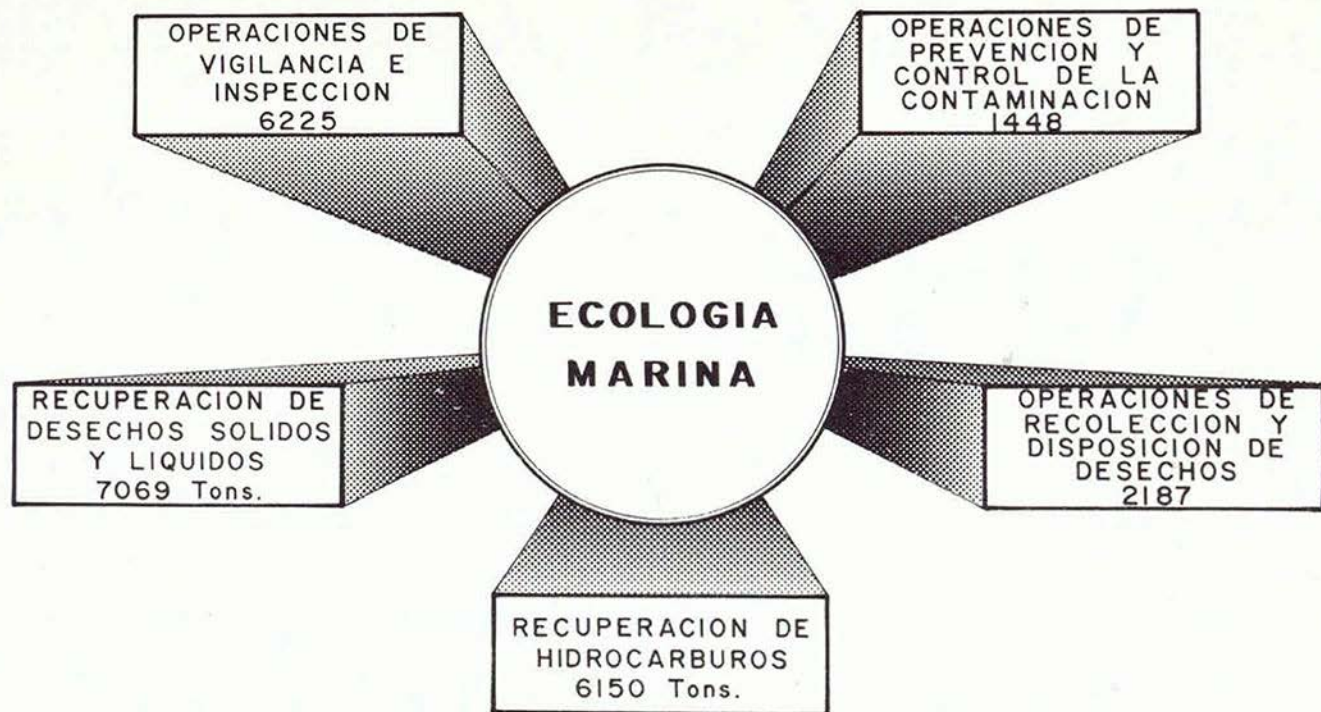 OPERACIONES DE
VIGILANCIA E
INSPECCION
6225
OPERACIONES DE
PREVENCION Y
CONTROL DE LA
CONTAMINACION
1448
ECOLOGIA
MARINA
RECUPERACION DE
DESECHOS SOLIDOS
Y LIQUIDOS
7069 Tons.
OPERACIONES DE
RECOLECCION Y
DISPOSICION DE
DESECHOS
2187
RECUPERACION DE
HIDROCARBUROS
6150 Tons.